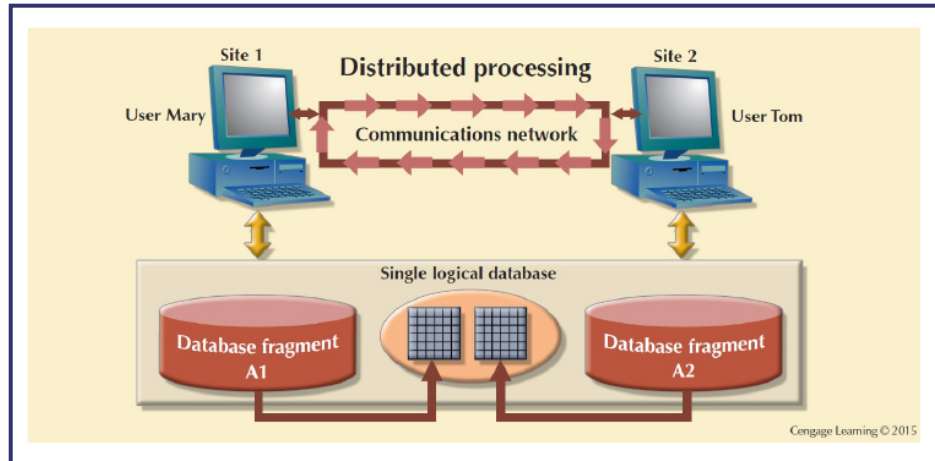 Site 1
Distributed processing
Site 2
User Mary
Communications network
User Tom
Single logical database
Database fragment
A1
Database fragment
A2
Cengage Learning © 2015